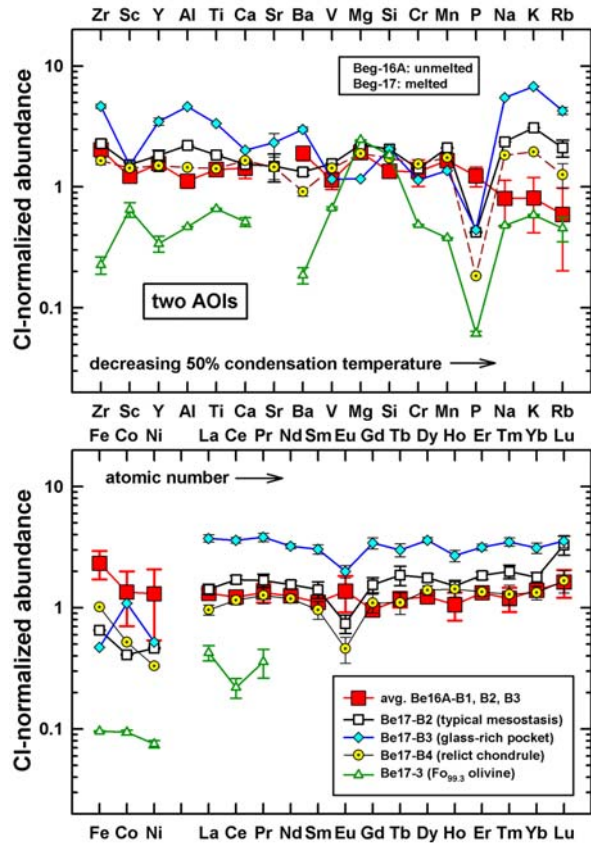 Zr Sc Y Al Ti Ca Sr Ba V Mg Si Cr Mn P Na K Rb
CI-normalized abundance
10
1
0.1
Beg-16A: unmelted
Beg-17: melted
two AOIs
decreasing 50% condensation temperature
Zr Sc Y Al Ti Ca Sr Ba V Mg Si Cr Mn P Na K Rb
Fe Co Ni La Ce Pr Nd Sm Eu Gd Tb Dy Ho Er Tm Yb Lu
atomic number
CI-normalized abundance
10
1
0.1
avg. Be16A-B1, B2, B3
Be17-B2 (typical mesostasis)
Be17-B3 (glass-rich pocket)
Be17-B4 (relict chondrule)
Be17-3 (Fo99.3 olivine)
Fe Co Ni La Ce Pr Nd Sm Eu Gd Tb Dy Ho Er Tm Yb Lu